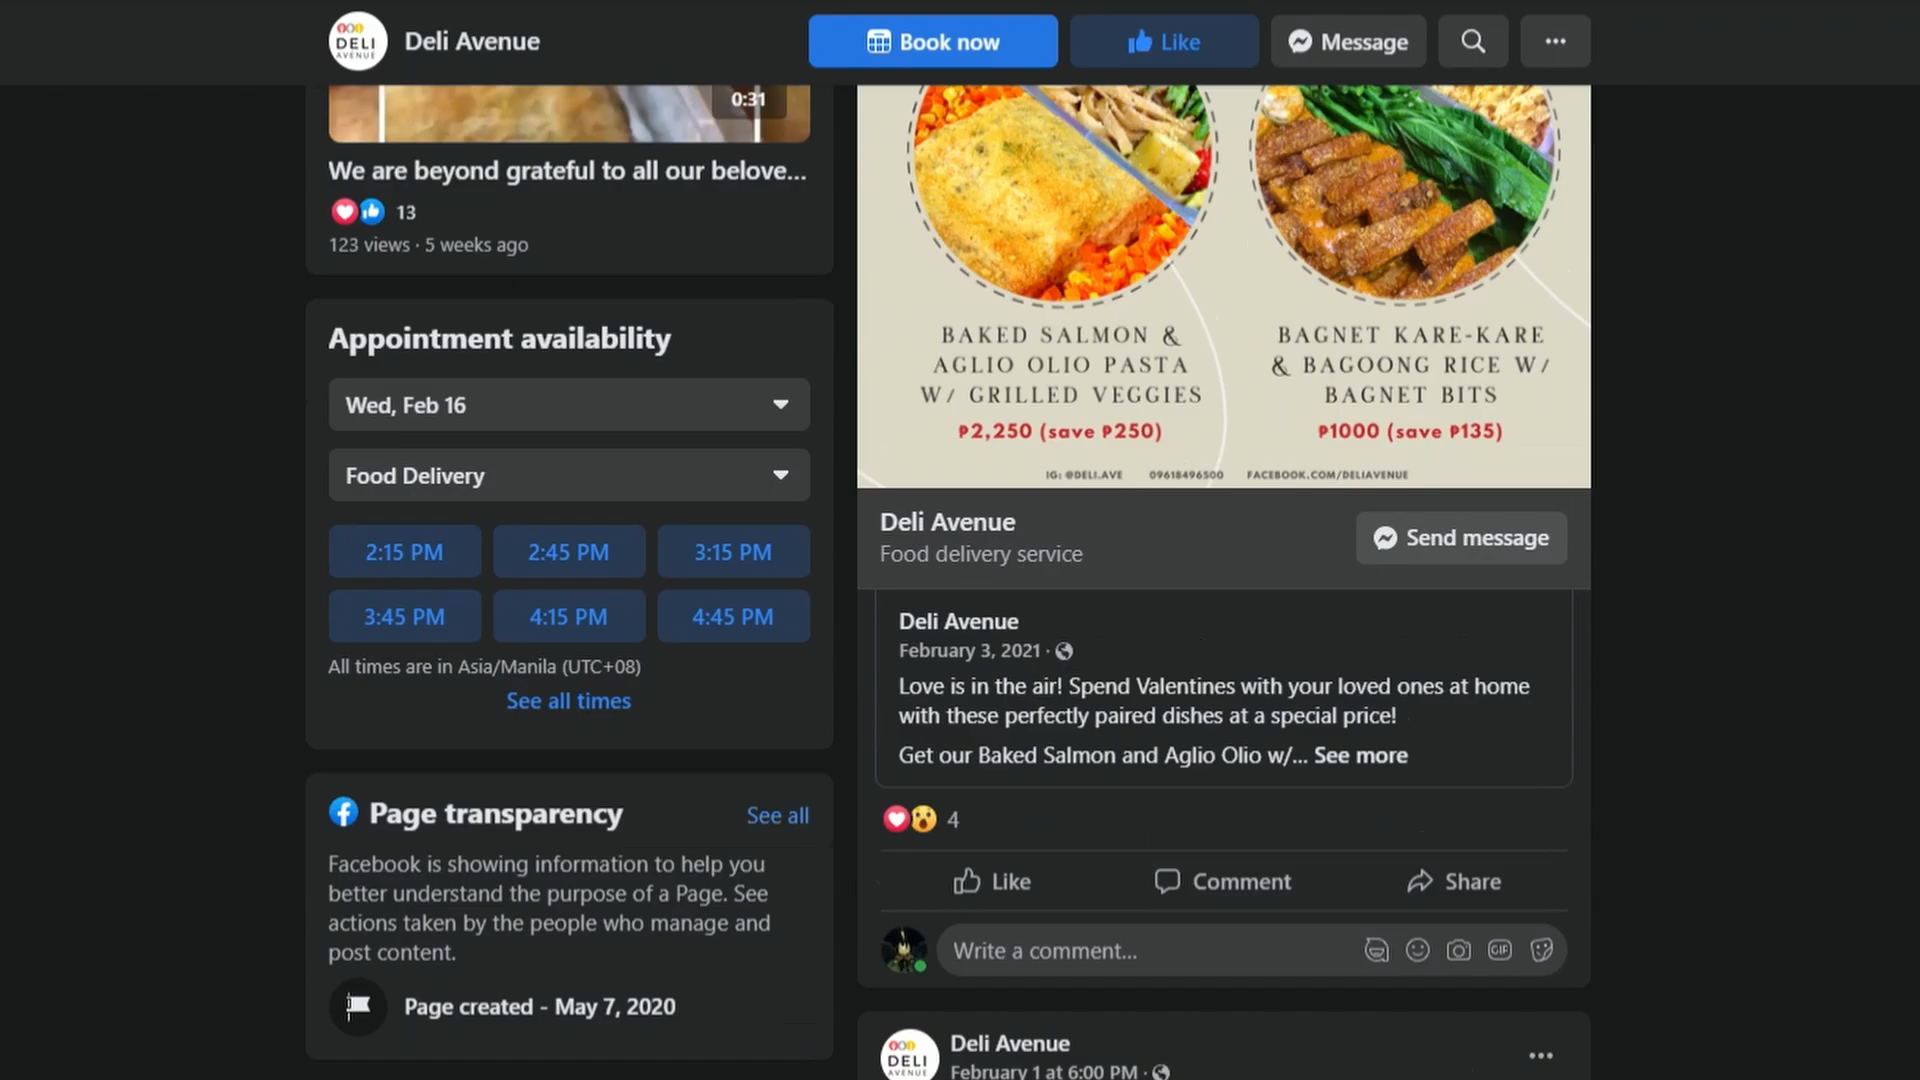 DELI
AVENUE
Deli Avenue
Book now
Like
Message
0:31
We are beyond grateful to all our belove...
13
123 views · 5 weeks ago
Appointment availability
Wed, Feb 16
Food Delivery
2:15 PM
2:45 PM
3:15 PM
3:45 PM
4:15 PM
4:45 PM
All times are in Asia/Manila (UTC+08)
See all times
Page transparency
See all
Facebook is showing information to help you
better understand the purpose of a Page. See
actions taken by the people who manage and
post content.
Page created - May 7, 2020
BAKED SALMON &
AGLIO OLIO PASTA
W/ GRILLED VEGGIES
₱2,250 (save ₱250)
BAGNET KARE-KARE
& BAGOONG RICE W/
BAGNET BITS
₱1000 (save ₱135)
IG: @DELI.AVE
09618496500
FACEBOOK.COM/DELIAVENUE
Deli Avenue
Food delivery service
Send message
Deli Avenue
February 3, 2021 ·
Love is in the air! Spend Valentines with your loved ones at home
with these perfectly paired dishes at a special price!
Get our Baked Salmon and Aglio Olio w/... See more
4
Like
Comment
Share
Write a comment...
GIF
DELI
AVENUE
Deli Avenue
February 1 at 6:00 PM ·